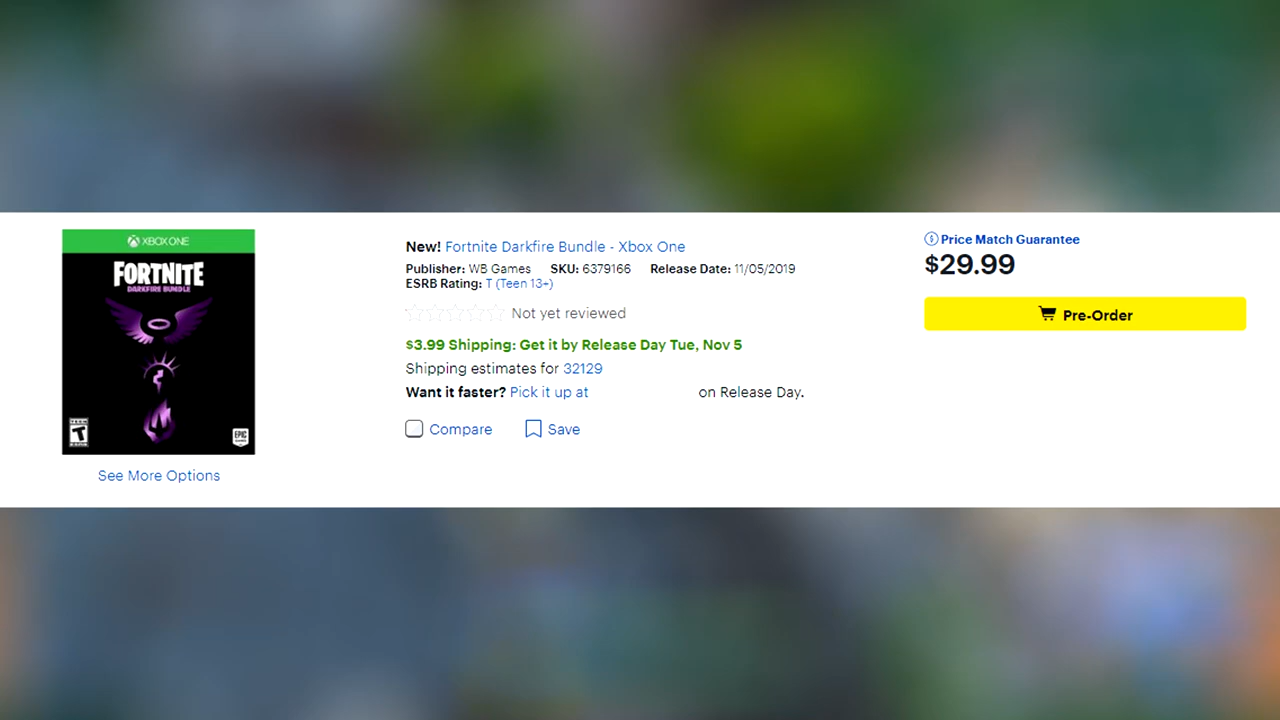 XBOX ONE
FORTNITE
DARKFIRE BUNDLE
TEEN
T
EPIC
GAMES
See More Options
New! Fortnite Darkfire Bundle - Xbox One
Publisher: WB Games SKU: 6379166 Release Date: 11/05/2019
ESRB Rating: T (Teen 13+)
Not yet reviewed
$3.99 Shipping: Get it by Release Day Tue, Nov 5
Shipping estimates for 32129
Want it faster? Pick it up at on Release Day.
Compare Save
Price Match Guarantee
$29.99
Pre-Order